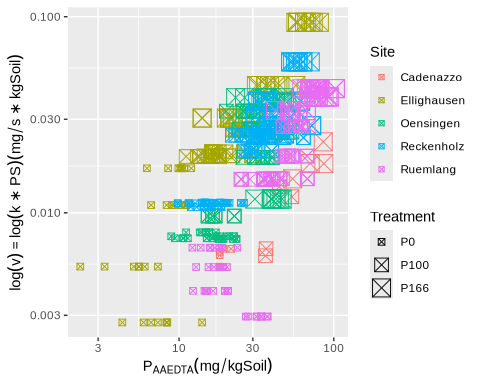 log(v) = log(k ∗ PS)(mg/s ∗ kgSoil)
0.100
0.030
0.010
0.003
3
10
30
100
PAAEDTA(mg/kgSoil)
Site
Cadenazzo
Ellighausen
Oensingen
Reckenholz
Ruemlang
Treatment
P0
P100
P166